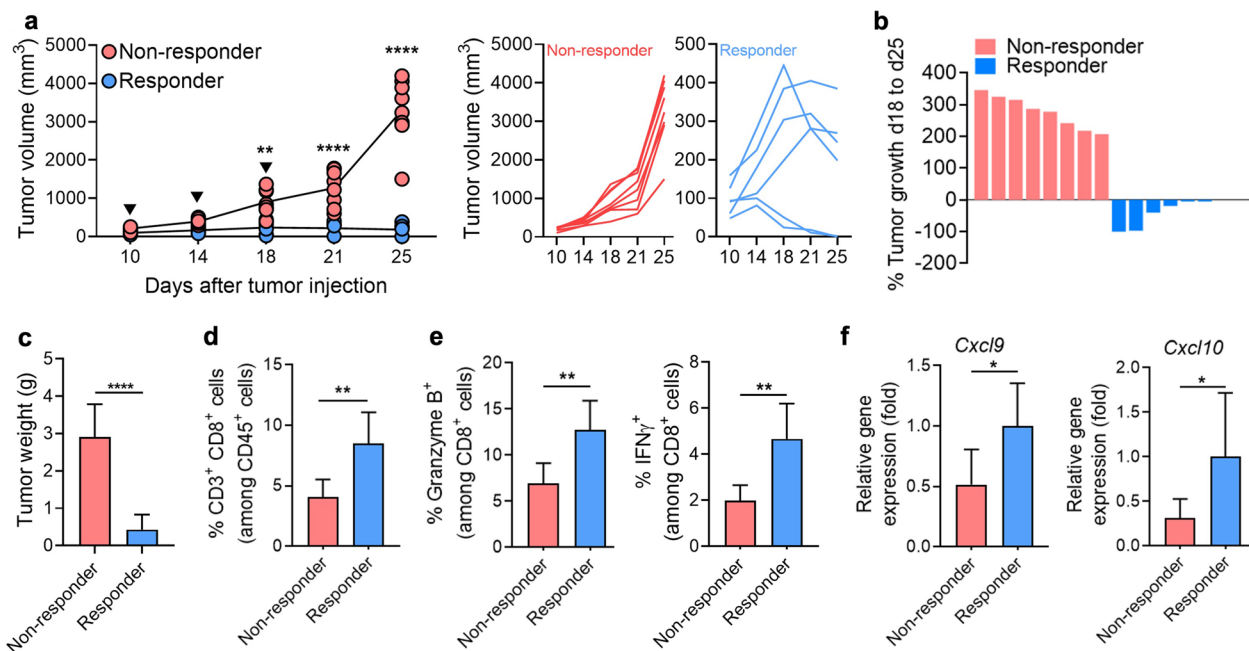 a
Tumor volume (mm³)
5000
4000
3000
2000
1000
0
Non-responder
Responder
**
****
****
10 14 18 21 25
Days after tumor injection
Tumor volume (mm³)
5000
4000
3000
2000
1000
0
Non-responder
10 14 18 21 25
500
400
300
200
100
0
Responder
10 14 18 21 25
b
% Tumor growth d18 to d25
Non-responder
Responder
400
300
200
100
0
-100
-200
c
Tumor weight (g)
5
4
3
2
1
0
****
Non-responder
Responder
d
% CD3⁺ CD8⁺ cells
(among CD45⁺ cells)
15
10
5
0
**
Non-responder
Responder
e
% Granzyme B⁺
(among CD8⁺ cells)
20
15
10
5
0
**
Non-responder
Responder
% IFNγ⁺
(among CD8⁺ cells)
8
6
4
2
0
**
Non-responder
Responder
f
Cxcl9
Relative gene
expression (fold)
1.5
1.0
0.5
0.0
*
Non-responder
Responder
Cxcl10
Relative gene
expression (fold)
2.0
1.5
1.0
0.5
0.0
*
Non-responder
Responder